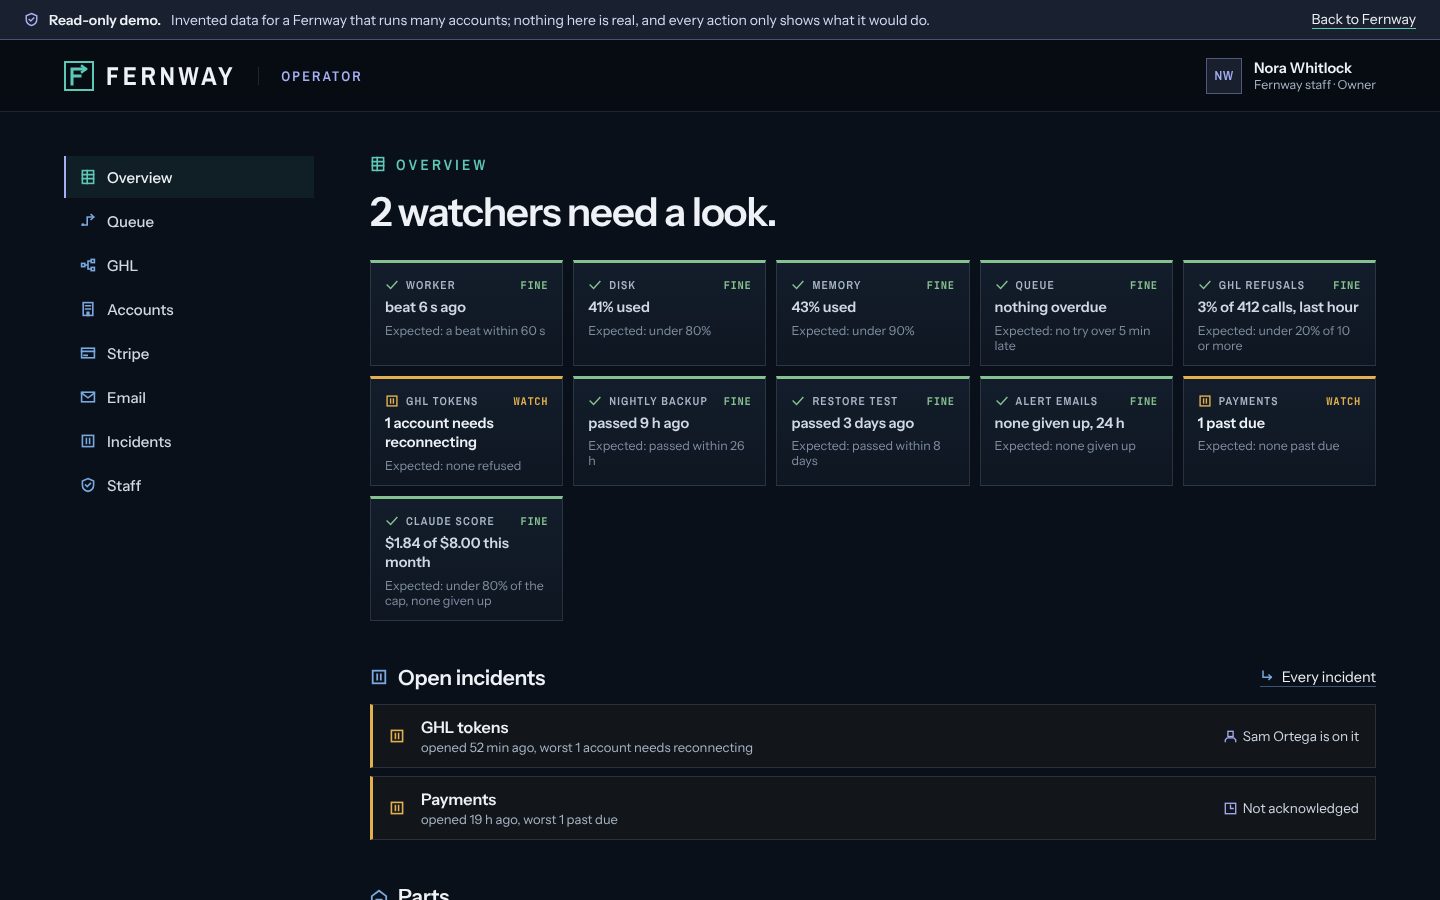 Read-only demo. Invented data for a Fernway that runs many accounts; nothing here is real, and every action only shows what it would do.
Back to Fernway
FERNWAY
OPERATOR
NW
Nora Whitlock
Fernway staff · Owner
Overview
Queue
GHL
Accounts
Stripe
Email
Incidents
Staff
OVERVIEW
2 watchers need a look.
WORKER FINE
beat 6 s ago
Expected: a beat within 60 s
DISK FINE
41% used
Expected: under 80%
MEMORY FINE
43% used
Expected: under 90%
QUEUE FINE
nothing overdue
Expected: no try over 5 min
late
GHL REFUSALS FINE
3% of 412 calls, last hour
Expected: under 20% of 10
or more
GHL TOKENS WATCH
1 account needs
reconnecting
Expected: none refused
NIGHTLY BACKUP FINE
passed 9 h ago
Expected: passed within 26
h
RESTORE TEST FINE
passed 3 days ago
Expected: passed within 8
days
ALERT EMAILS FINE
none given up, 24 h
Expected: none given up
PAYMENTS WATCH
1 past due
Expected: none past due
CLAUDE SCORE FINE
$1.84 of $8.00 this
month
Expected: under 80% of the
cap, none given up
Open incidents
Every incident
GHL tokens
opened 52 min ago, worst 1 account needs reconnecting
Sam Ortega is on it
Payments
opened 19 h ago, worst 1 past due
Not acknowledged
Parts